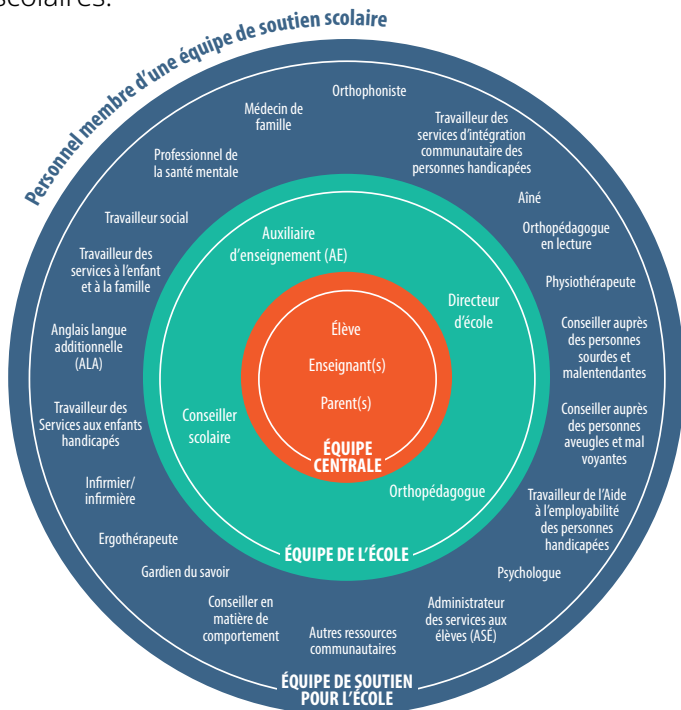 scolaires.
Personnel membre d'une équipe de soutien scolaire
Orthophoniste
Médecin de
famille
Travailleur des
services d'intégration
communautaire des
personnes handicapées
Professionnel de
la santé mentale
Aîné
Travailleur social
Orthopédagogue
en lecture
Auxiliaire
d'enseignement (AE)
Travailleur des
services à l'enfant
et à la famille
Physiothérapeute
Directeur
d'école
Élève
Enseignant(s)
Parent(s)
ÉQUIPE
CENTRALE
Anglais langue
additionnelle
(ALA)
Conseiller auprès
des personnes
sourdes et
malentendantes
Travailleur des
Services aux enfants
handicapés
Conseiller
scolaire
Conseiller auprès
des personnes
aveugles et mal
voyantes
Infirmier/
infirmière
Orthopédagogue
Travailleur de l'Aide
à l'employabilité
des personnes
handicapées
Ergothérapeute
ÉQUIPE DE L'ÉCOLE
Gardien du savoir
Psychologue
Conseiller en
matière de
comportement
Autres ressources
communautaires
Administrateur
des services aux
élèves (ASÉ)
ÉQUIPE DE SOUTIEN
POUR L'ÉCOLE